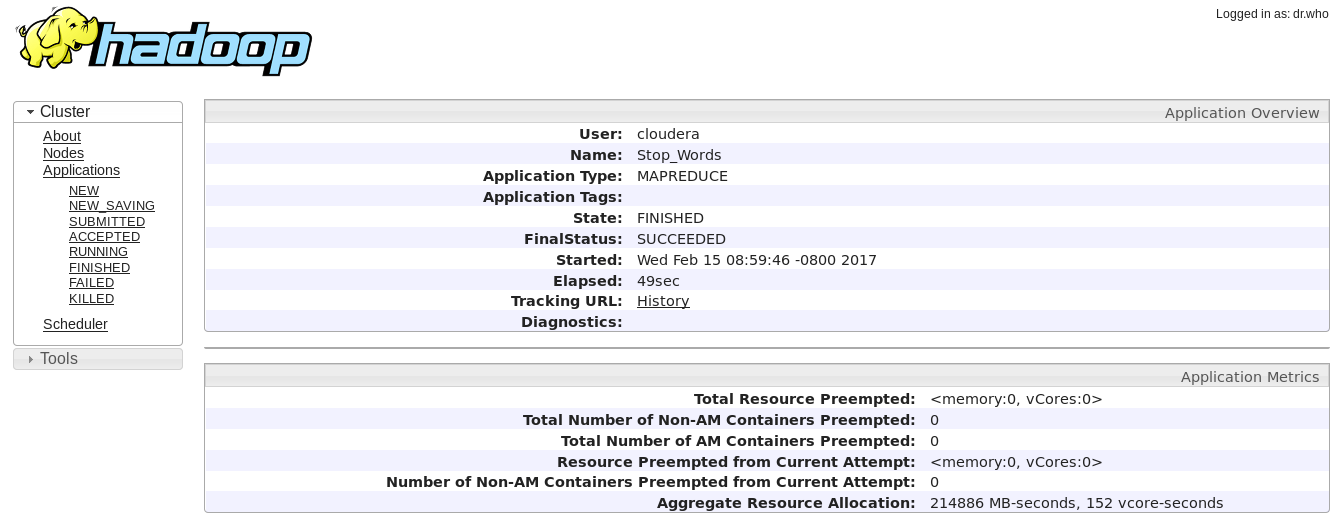 Logged in as: dr.who
hadoop
Cluster
About
Nodes
Applications
NEW
NEW_SAVING
SUBMITTED
ACCEPTED
RUNNING
FINISHED
FAILED
KILLED
Scheduler
Tools
Application Overview
User: cloudera
Name: Stop_Words
Application Type: MAPREDUCE
Application Tags:
State: FINISHED
FinalStatus: SUCCEEDED
Started: Wed Feb 15 08:59:46 -0800 2017
Elapsed: 49sec
Tracking URL: History
Diagnostics:
Application Metrics
Total Resource Preempted: <memory:0, vCores:0>
Total Number of Non-AM Containers Preempted: 0
Total Number of AM Containers Preempted: 0
Resource Preempted from Current Attempt: <memory:0, vCores:0>
Number of Non-AM Containers Preempted from Current Attempt: 0
Aggregate Resource Allocation: 214886 MB-seconds, 152 vcore-seconds